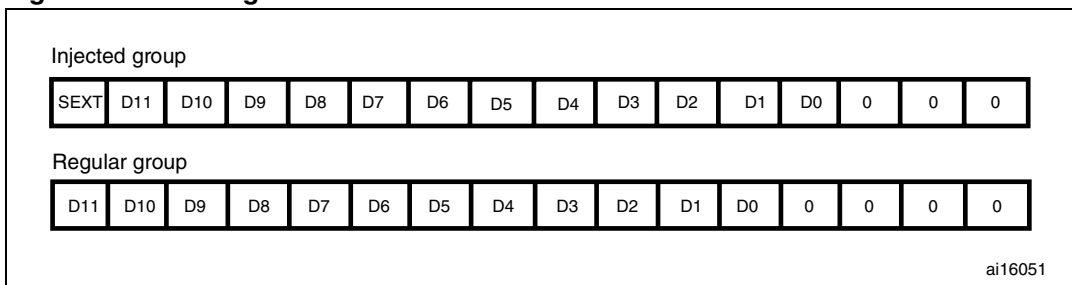 Injected group
SEXT D11 D10 D9 D8 D7 D6 D5 D4 D3 D2 D1 D0 0 0 0
Regular group
D11 D10 D9 D8 D7 D6 D5 D4 D3 D2 D1 D0 0 0 0 0
ai16051